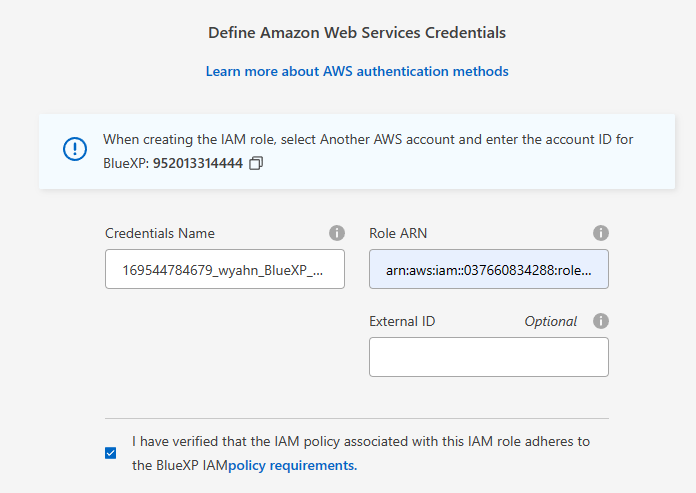 Define Amazon Web Services Credentials
Learn more about AWS authentication methods
When creating the IAM role, select Another AWS account and enter the account ID for
BlueXP: 952013314444
Credentials Name
Role ARN
169544784679_wyahn_BlueXP_...
arn:aws:iam::037660834288:role...
External ID Optional
I have verified that the IAM policy associated with this IAM role adheres to
the BlueXP IAMpolicy requirements.